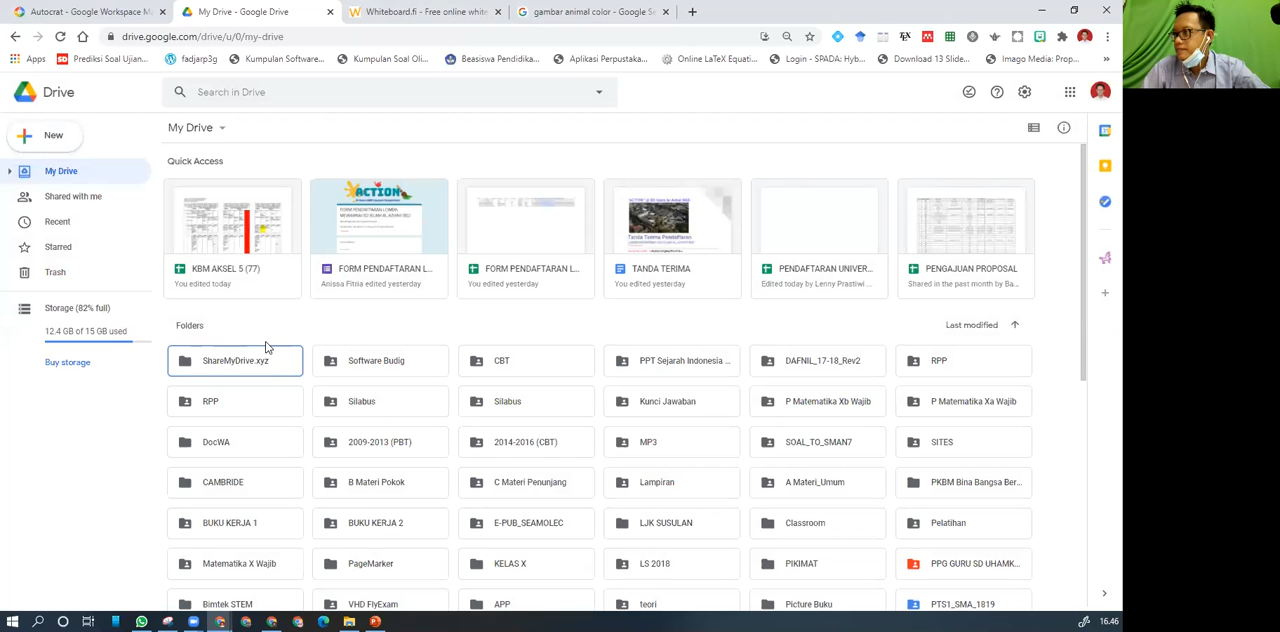 Autocrat - Google Workspace M
My Drive - Google Drive
Whiteboard.fi - Free online white
gambar animal color - Google Se
drive.google.com/drive/u/0/my-drive
Apps
Prediksi Soal Ujian...
fadjarp3g
Kumpulan Software...
Kumpulan Soal Oli...
Beasiswa Pendidika...
Aplikasi Perpustaka...
Online LaTeX Equati...
Login - SPADA: Hyb...
Download 13 Slide...
Imago Media: Prop...
Drive
Search in Drive
New
My Drive
Shared with me
Recent
Starred
Trash
Storage (82% full)
12.4 GB of 15 GB used
Buy storage
My Drive
Quick Access
KBM AKSEL 5 (77)
You edited today
ACTION
FORM PENDAFTARAN L...
Anissa Fitria edited yesterday
FORM PENDAFTARAN L...
You edited yesterday
Tanda Terima Pendaftaran
TANDA TERIMA
You edited yesterday
PENDAFTARAN UNIVER...
Edited today by Lenny Prastiwi ...
PENGAJUAN PROPOSAL
Shared in the past month by Ba...
Folders
Last modified
ShareMyDrive.xyz
Software Budig
CBT
PPT Sejarah Indonesia ...
DAFNIL_17-18_Rev2
RPP
RPP
Silabus
Silabus
Kunci Jawaban
P Matematika Xb Wajib
P Matematika Xa Wajib
DocWA
2009-2013 (PBT)
2014-2016 (CBT)
MP3
SOAL_TO_SMAN7
SITES
CAMBRIDE
B Materi Pokok
C Materi Penunjang
Lampiran
A Materi_Umum
PKBM Bina Bangsa Ber...
BUKU KERJA 1
BUKU KERJA 2
E-PUB_SEAMOLEC
LJK SUSULAN
Classroom
Pelatihan
Matematika X Wajib
PageMarker
KELAS X
LS 2018
PIKIMAT
PPG GURU SD UHAMK...
Bimtek STEM
VHD FlyExam
APP
teori
Picture Buku
PTS1_SMA_1819
16.46